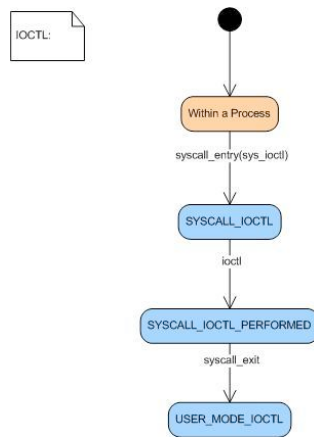 IOCTL:
Within a Process
syscall_entry(sys_ioctl)
SYSCALL_IOCTL
ioctl
SYSCALL_IOCTL_PERFORMED
syscall_exit
USER_MODE_IOCTL